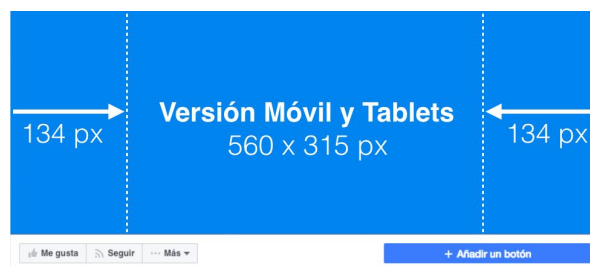 Versión Móvil y Tablets
134 px
560 x 315 px
134 px
Me gusta
Seguir
··· Más
+ Añadir un botón